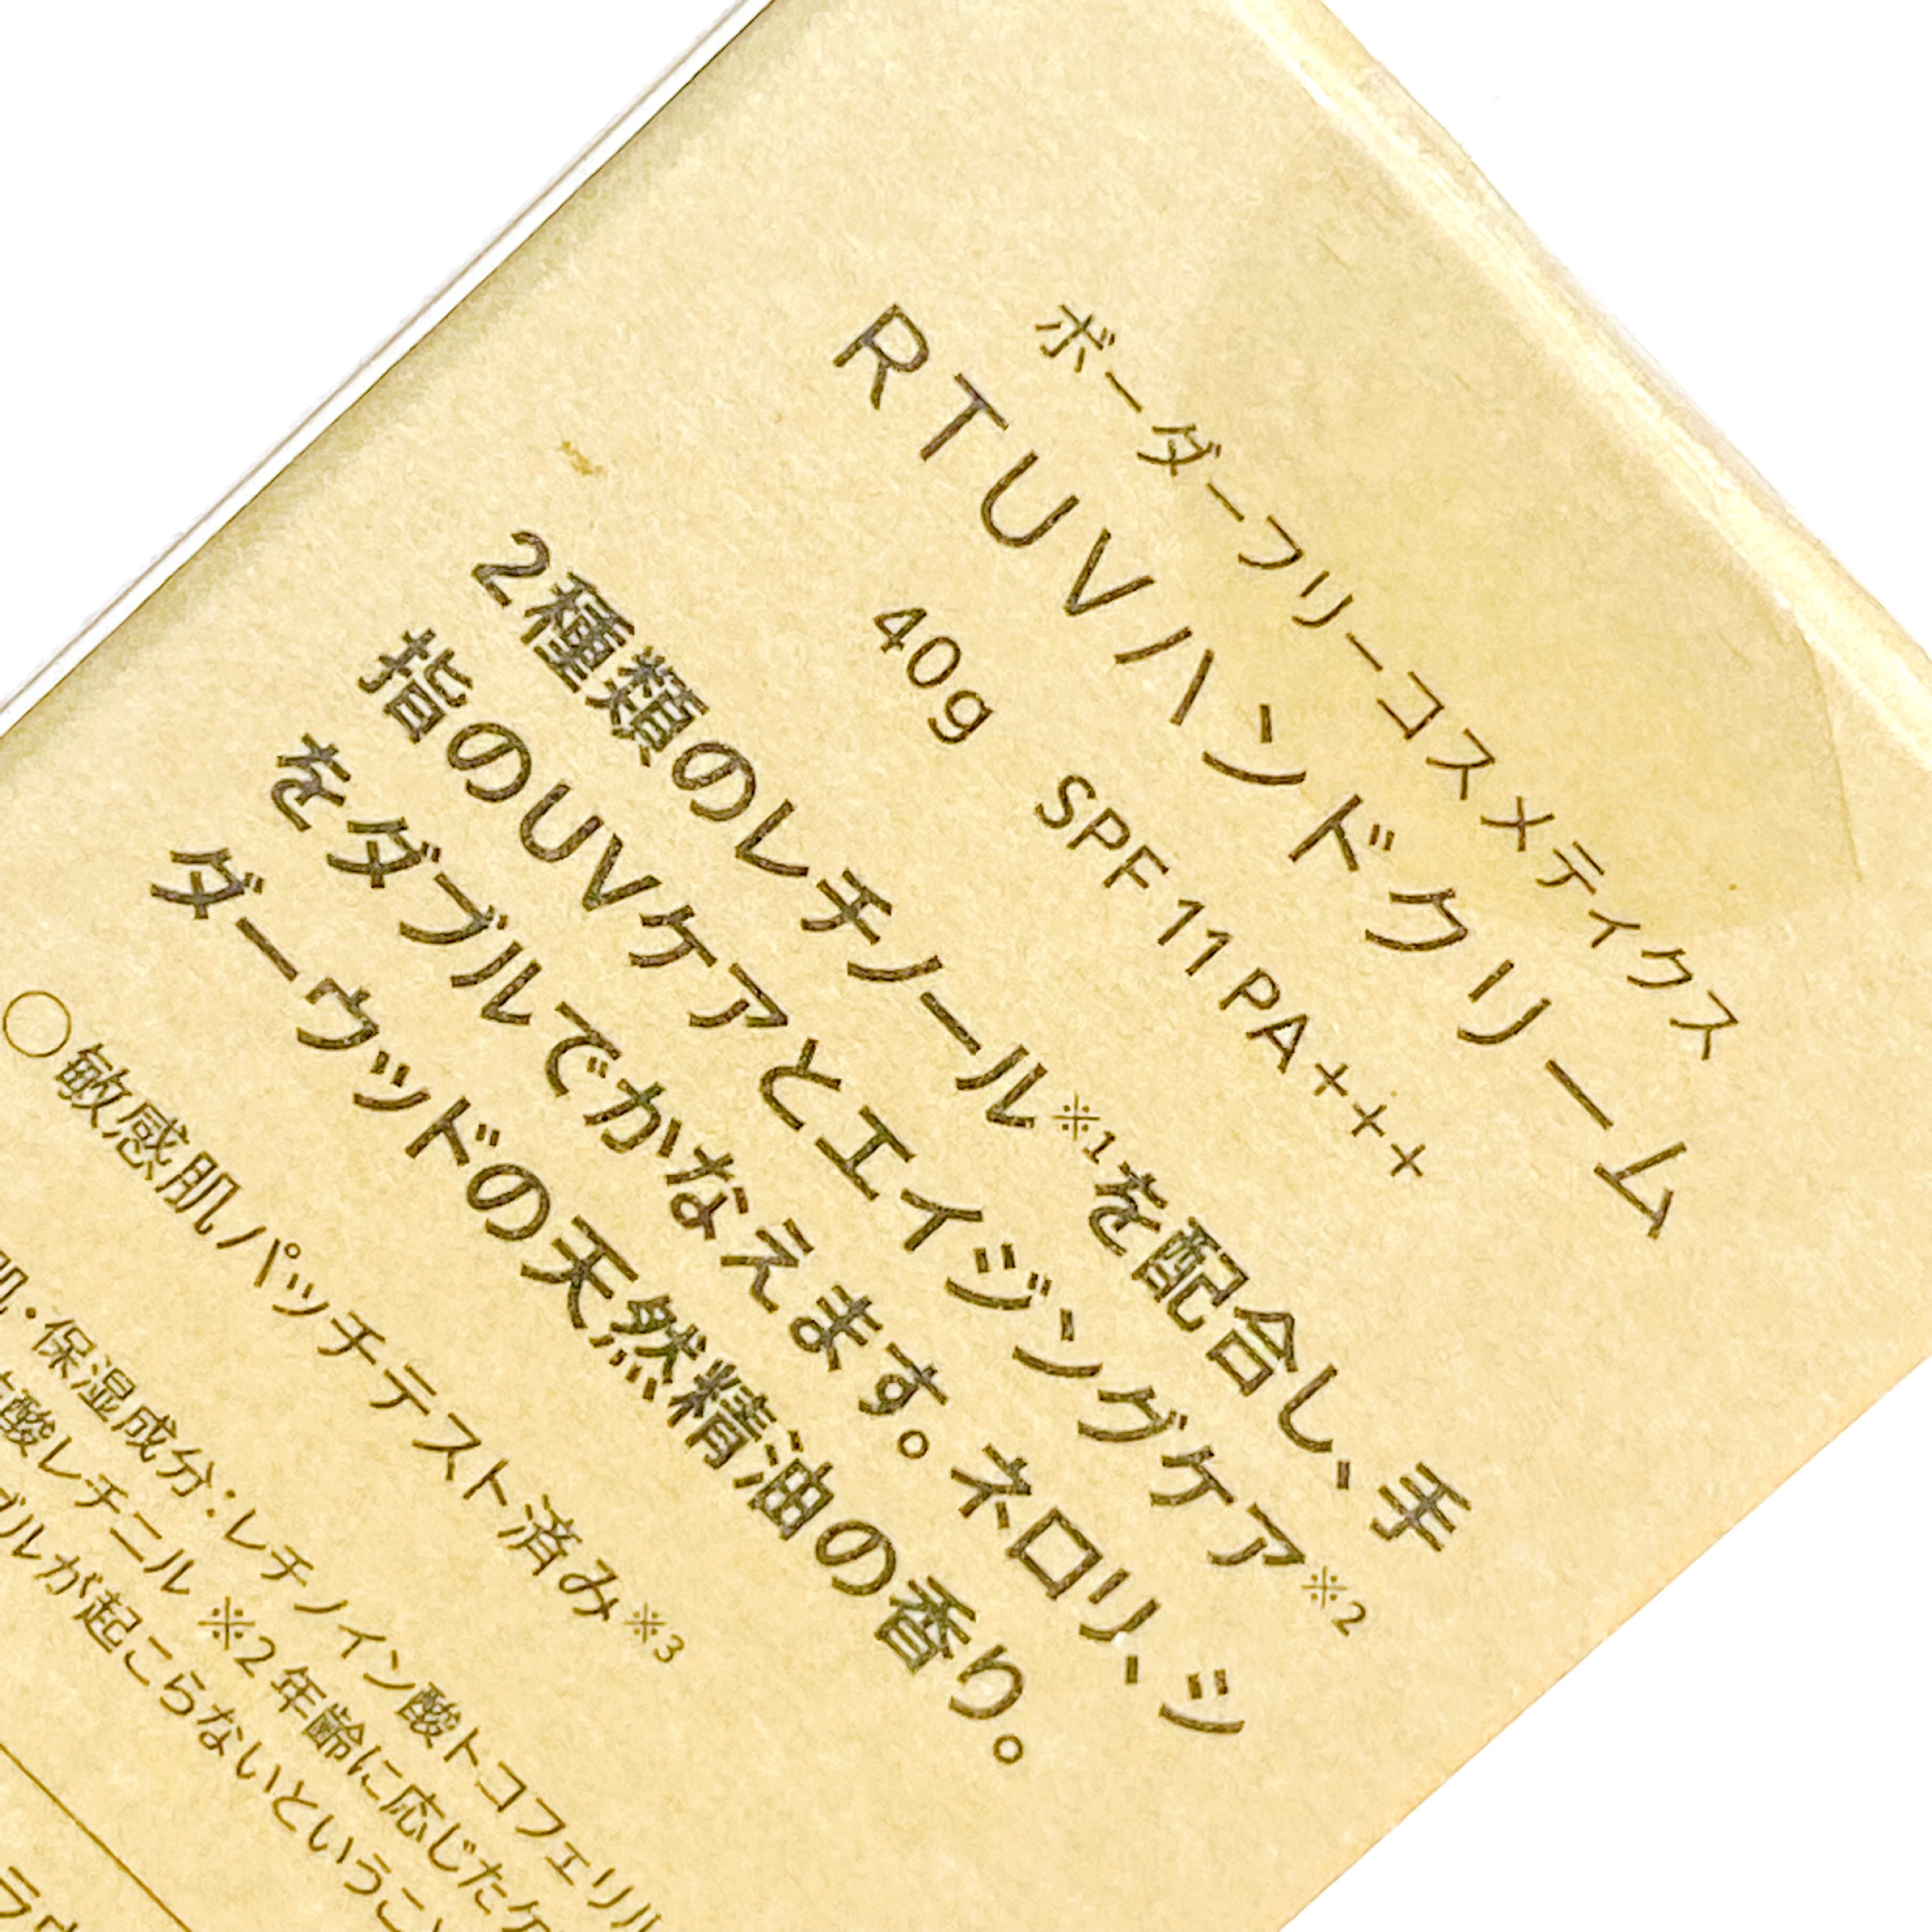 ボーダーフリーコスメティクス
RTUVハンドクリーム
40g SPF 11 PA+++
2種類のレチノール※1を配合し、手
指のUVケアとエイジングケア※2
をダブルでかなえます。ネロリ、シ
ダーウッドの天然精油の香り。
○敏感肌パッチテスト済み※3
肌・保湿成分：レチノイン酸トコフェリル
酸レチニル ※2 年齢に応じたケ
ブルが起こらないというこ
ラ